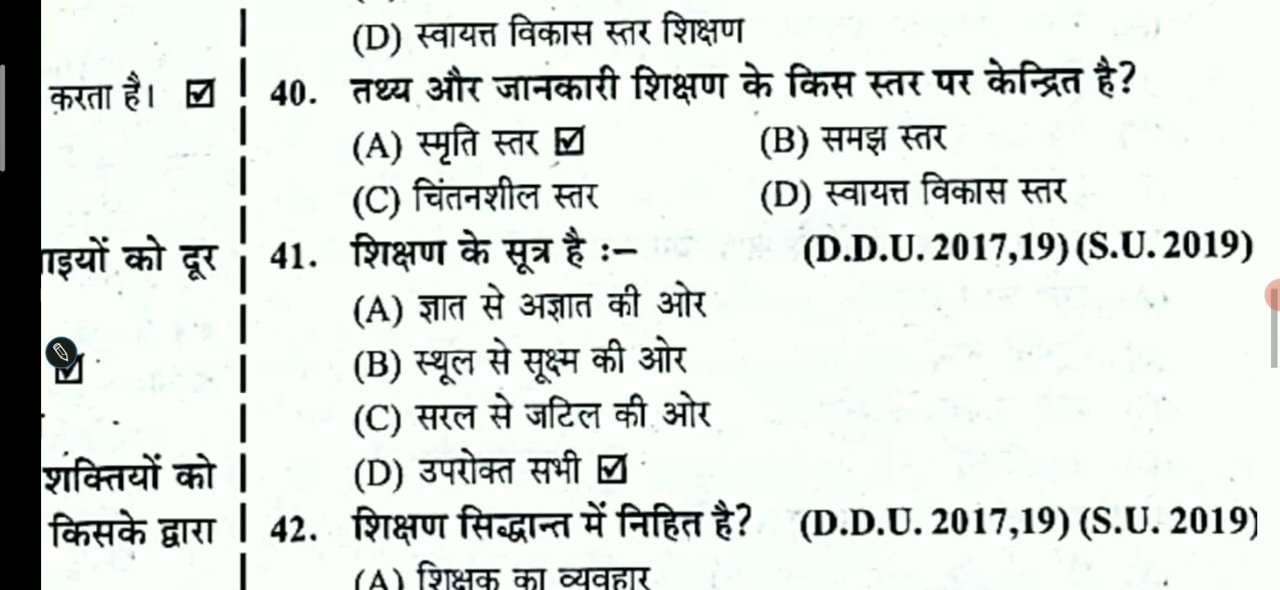 करता है। ☑
ाइयों को दूर
☑
शक्तियों को
किसके द्वारा
(D) स्वायत्त विकास स्तर शिक्षण
40. तथ्य और जानकारी शिक्षण के किस स्तर पर केन्द्रित है?
(A) स्मृति स्तर ☑ (B) समझ स्तर
(C) चिंतनशील स्तर (D) स्वायत्त विकास स्तर
41. शिक्षण के सूत्र है :– (D.D.U. 2017,19) (S.U. 2019)
(A) ज्ञात से अज्ञात की ओर
(B) स्थूल से सूक्ष्म की ओर
(C) सरल से जटिल की ओर
(D) उपरोक्त सभी ☑
42. शिक्षण सिद्धान्त में निहित है? (D.D.U. 2017,19) (S.U. 2019)
(A) शिक्षक का व्यवहार